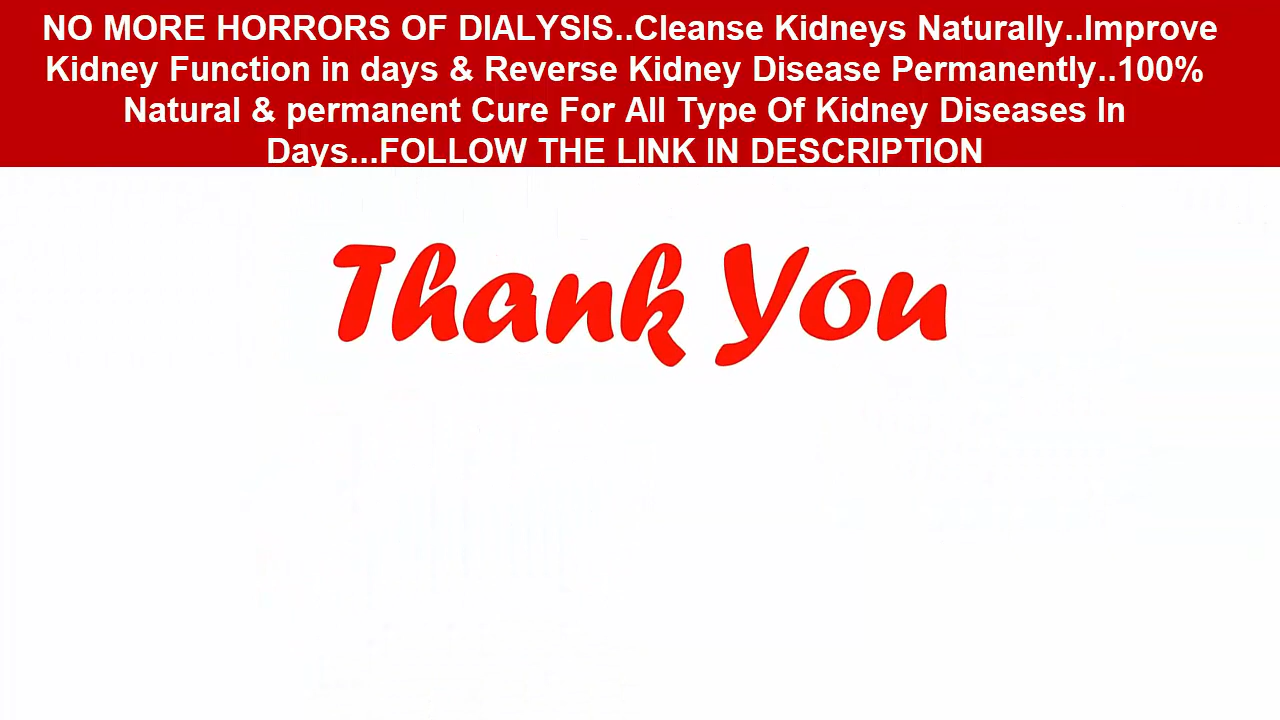 NO MORE HORRORS OF DIALYSIS..Cleanse Kidneys Naturally..Improve
Kidney Function in days & Reverse Kidney Disease Permanently..100%
Natural & permanent Cure For All Type Of Kidney Diseases In
Days...FOLLOW THE LINK IN DESCRIPTION
Thank You